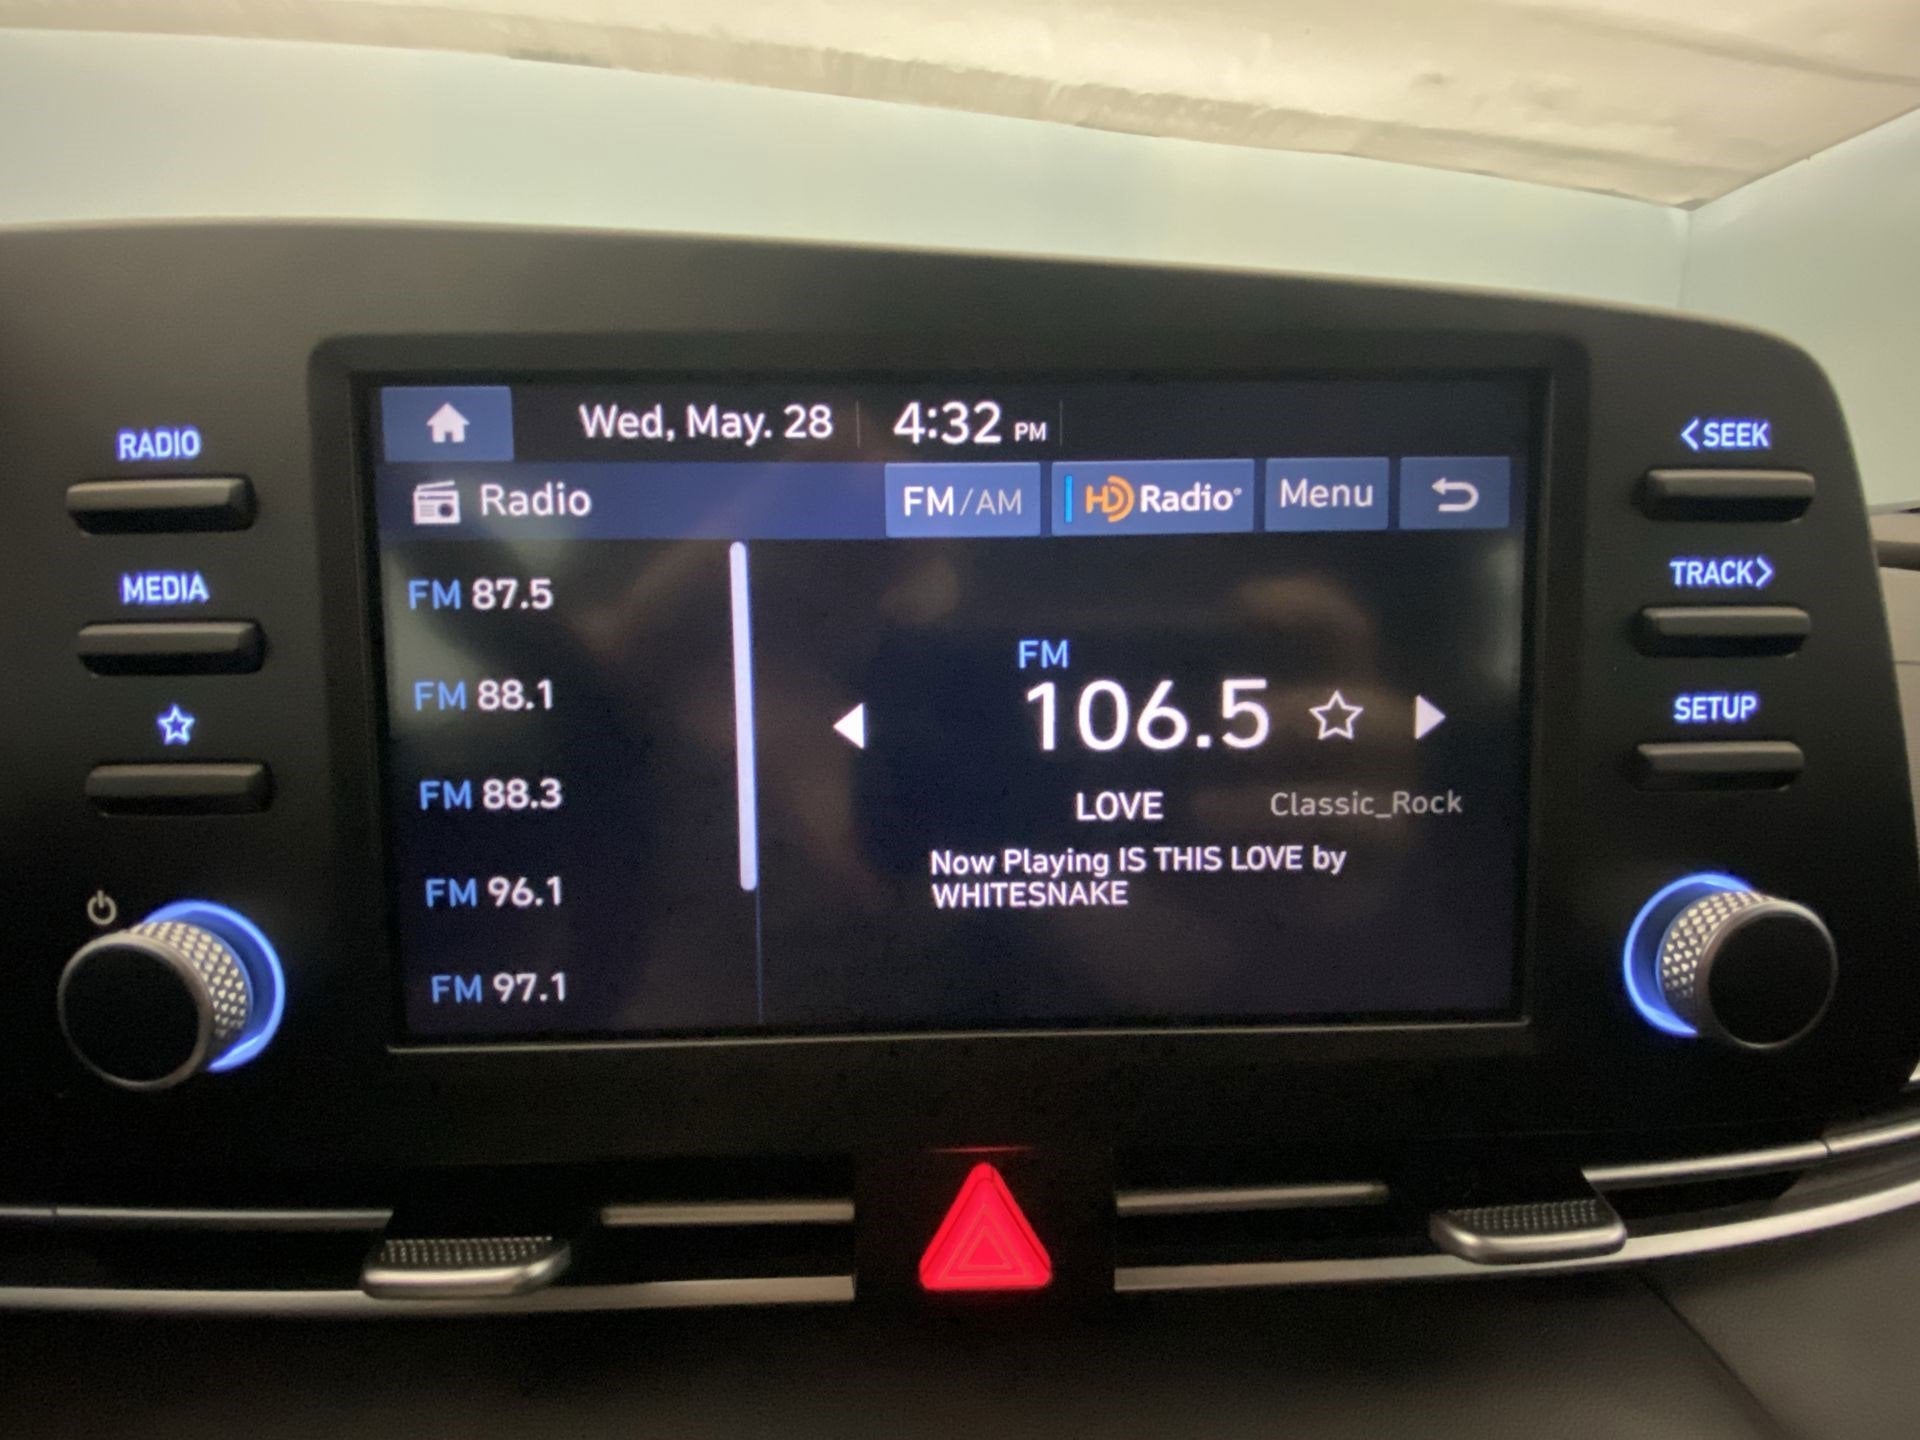 RADIO
MEDIA
Wed, May. 28 4:32 PM
Radio FM/AM HD Radio® Menu
FM 87.5
FM 88.1
FM 88.3
FM 96.1
FM 97.1
FM
106.5
LOVE Classic_Rock
Now Playing IS THIS LOVE by
WHITESNAKE
<SEEK
TRACK>
SETUP